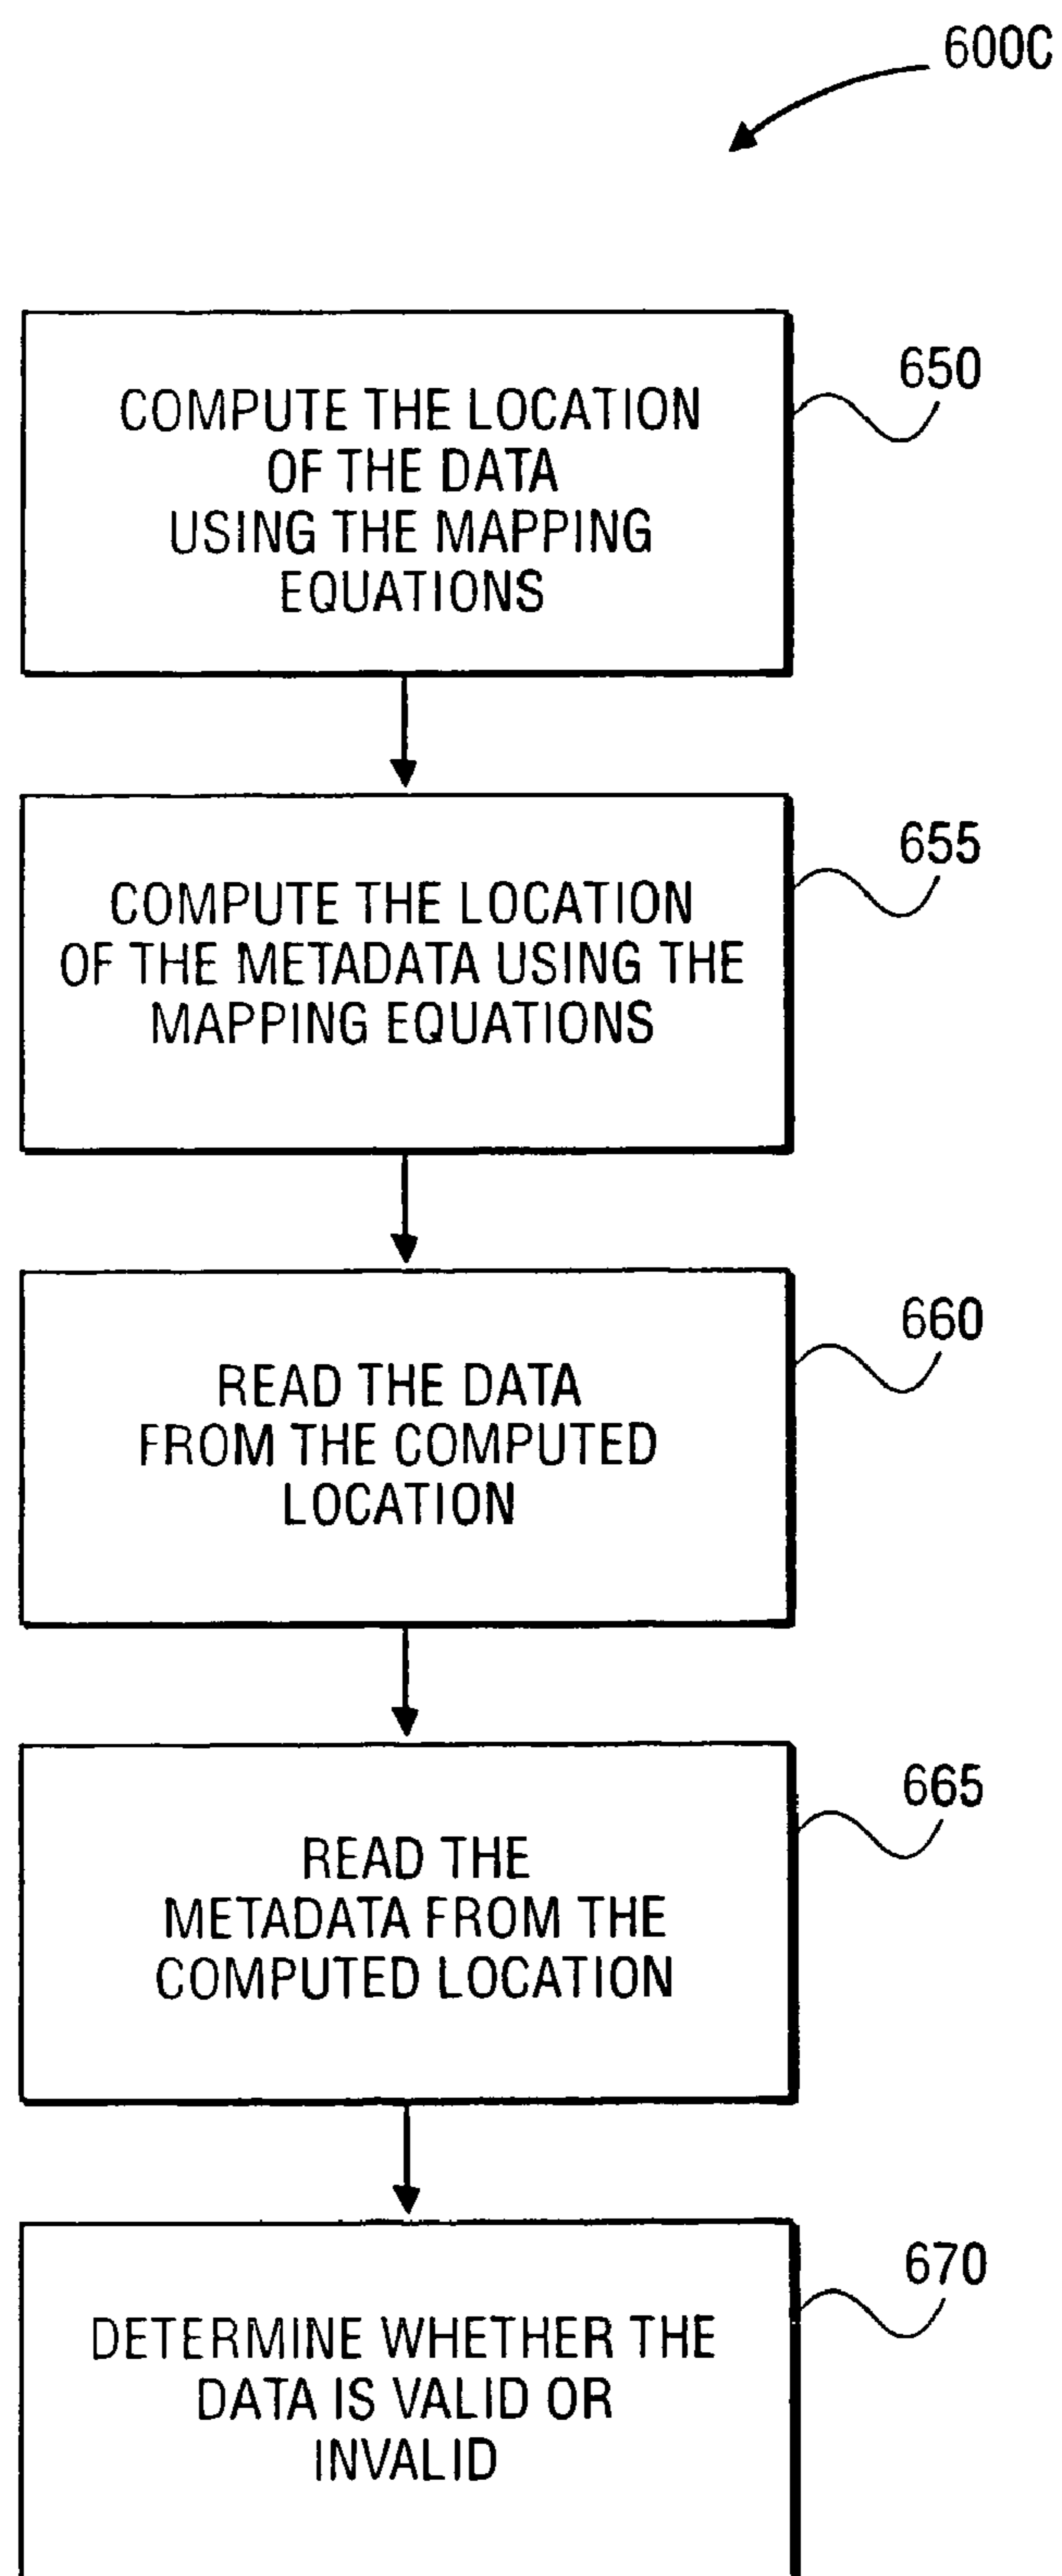 600C
COMPUTE THE LOCATION
OF THE DATA
USING THE MAPPING
EQUATIONS
650
COMPUTE THE LOCATION
OF THE METADATA USING THE
MAPPING EQUATIONS
655
READ THE DATA
FROM THE COMPUTED
LOCATION
660
READ THE
METADATA FROM THE
COMPUTED LOCATION
665
DETERMINE WHETHER THE
DATA IS VALID OR
INVALID
670